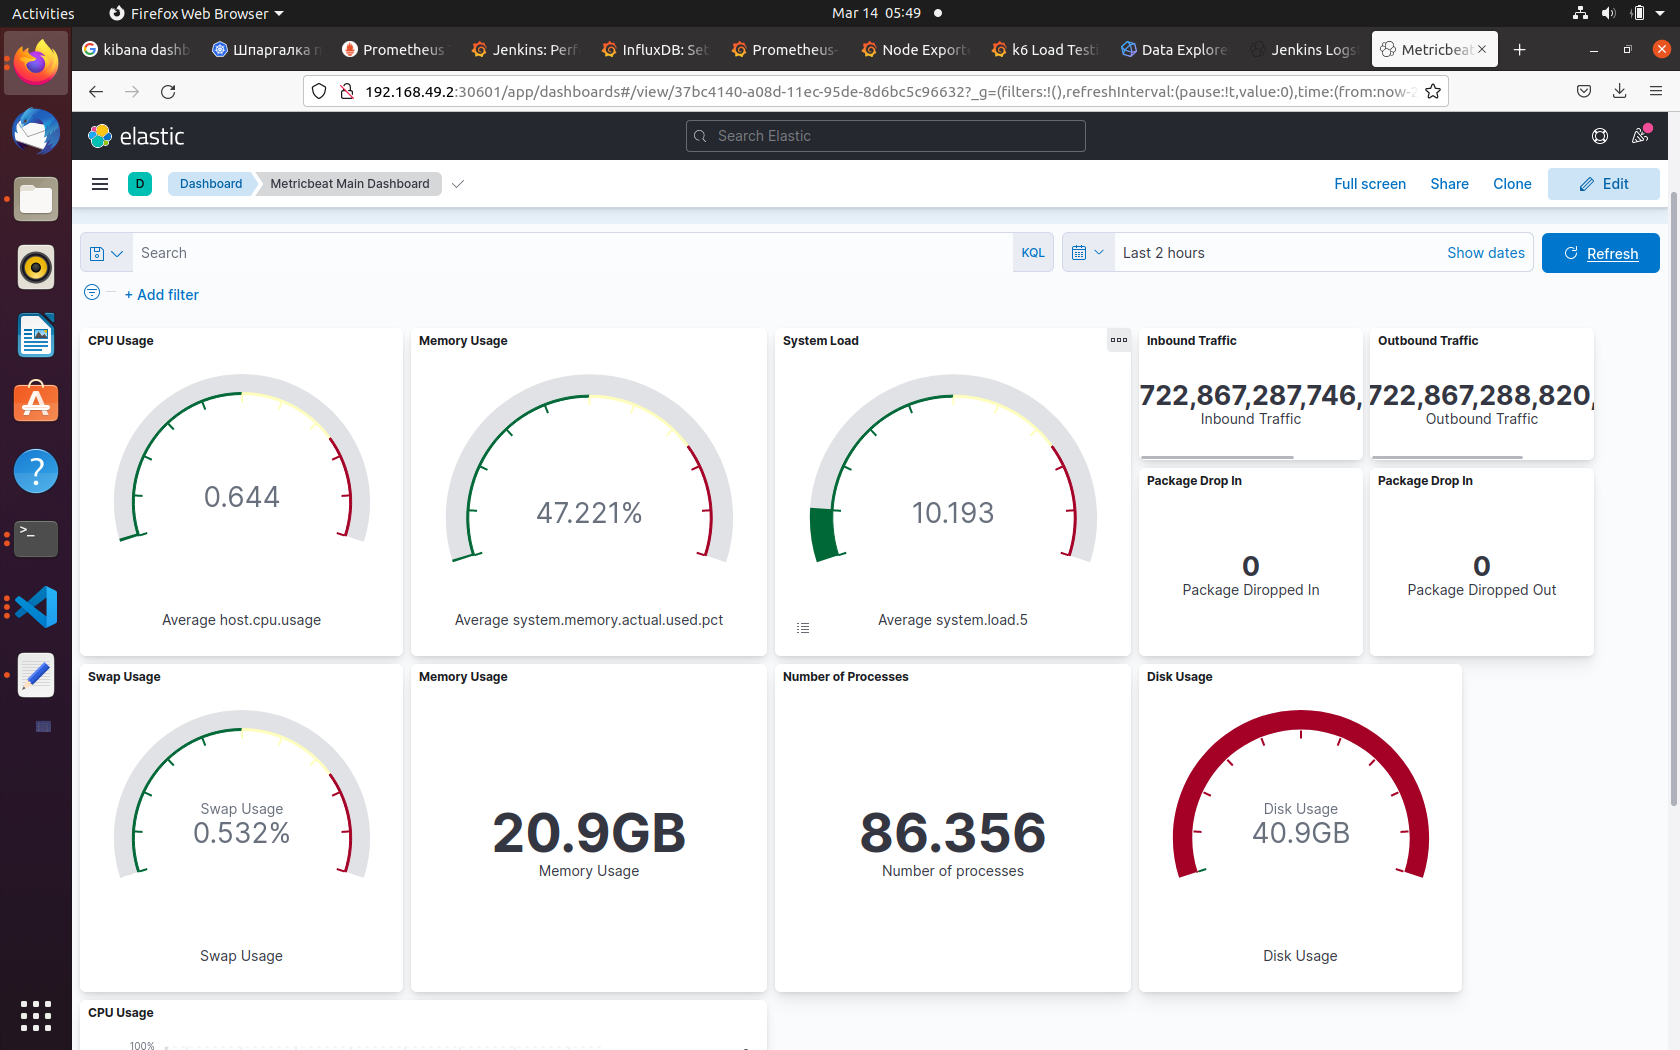 Activities
Firefox Web Browser
Mar 14 05:49
kibana dashb
Шпаргалка п
Prometheus
Jenkins: Perf
InfluxDB: Set
Prometheus-
Node Exporte
k6 Load Testi
Data Explore
Jenkins Logs
Metricbeat
192.168.49.2:30601/app/dashboards#/view/37bc4140-a08d-11ec-95de-8d6bc5c96632?_g=(filters:!(),refreshInterval:(pause:!t,value:0),time:(from:now-2
elastic
Search Elastic
D
Dashboard
Metricbeat Main Dashboard
Full screen
Share
Clone
Edit
Search
KQL
Last 2 hours
Show dates
Refresh
+ Add filter
CPU Usage
0.644
Average host.cpu.usage
Memory Usage
47.221%
Average system.memory.actual.used.pct
System Load
10.193
Average system.load.5
Inbound Traffic
722,867,287,746,
Inbound Traffic
Outbound Traffic
722,867,288,820,
Outbound Traffic
Package Drop In
0
Package Diropped In
Package Drop In
0
Package Diropped Out
Swap Usage
Swap Usage
0.532%
Swap Usage
Memory Usage
20.9GB
Memory Usage
Number of Processes
86.356
Number of processes
Disk Usage
Disk Usage
40.9GB
Disk Usage
CPU Usage
100%